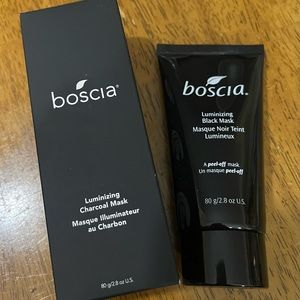 boscia®
Luminizing
Charcoal Mask
Masque Illuminateur
au Charbon
80 g/2.8 oz U.S.
boscia.
Luminizing
Black Mask
Masque Noir Teint
Lumineux
A peel-off mask
Un masque peel-off
80 g/2.8 oz U.S.